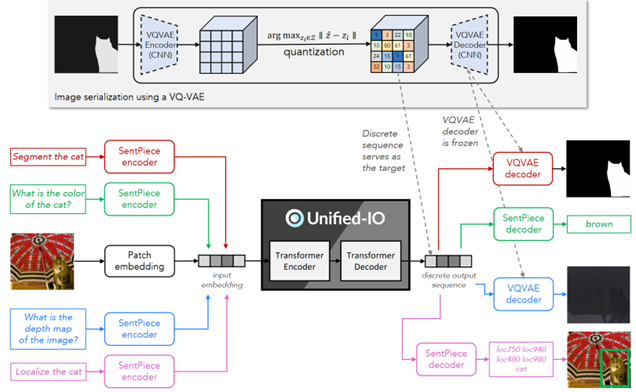 VQVAE
Encoder
(CNN)
arg max_{z_i∈Z} ‖ ẑ − z_i ‖
quantization
1 3 22 10
10 80 61 3
24 15 5 61
32 10 15 3
VQVAE
Decoder
(CNN)
Image serialization using a VQ-VAE
Discrete
sequence
serves as
the target
VQVAE
decoder
is frozen
Segment the cat
SentPiece
encoder
VQVAE
decoder
What is the color
of the cat?
SentPiece
encoder
Unified-IO
SentPiece
decoder
brown
Patch
embedding
input
embedding
Transformer
Encoder
Transformer
Decoder
discrete output
sequence
What is the
depth map
of the image?
SentPiece
encoder
VQVAE
decoder
Localize the cat
SentPiece
encoder
SentPiece
decoder
loc750 loc940
loc480 loc980
cat